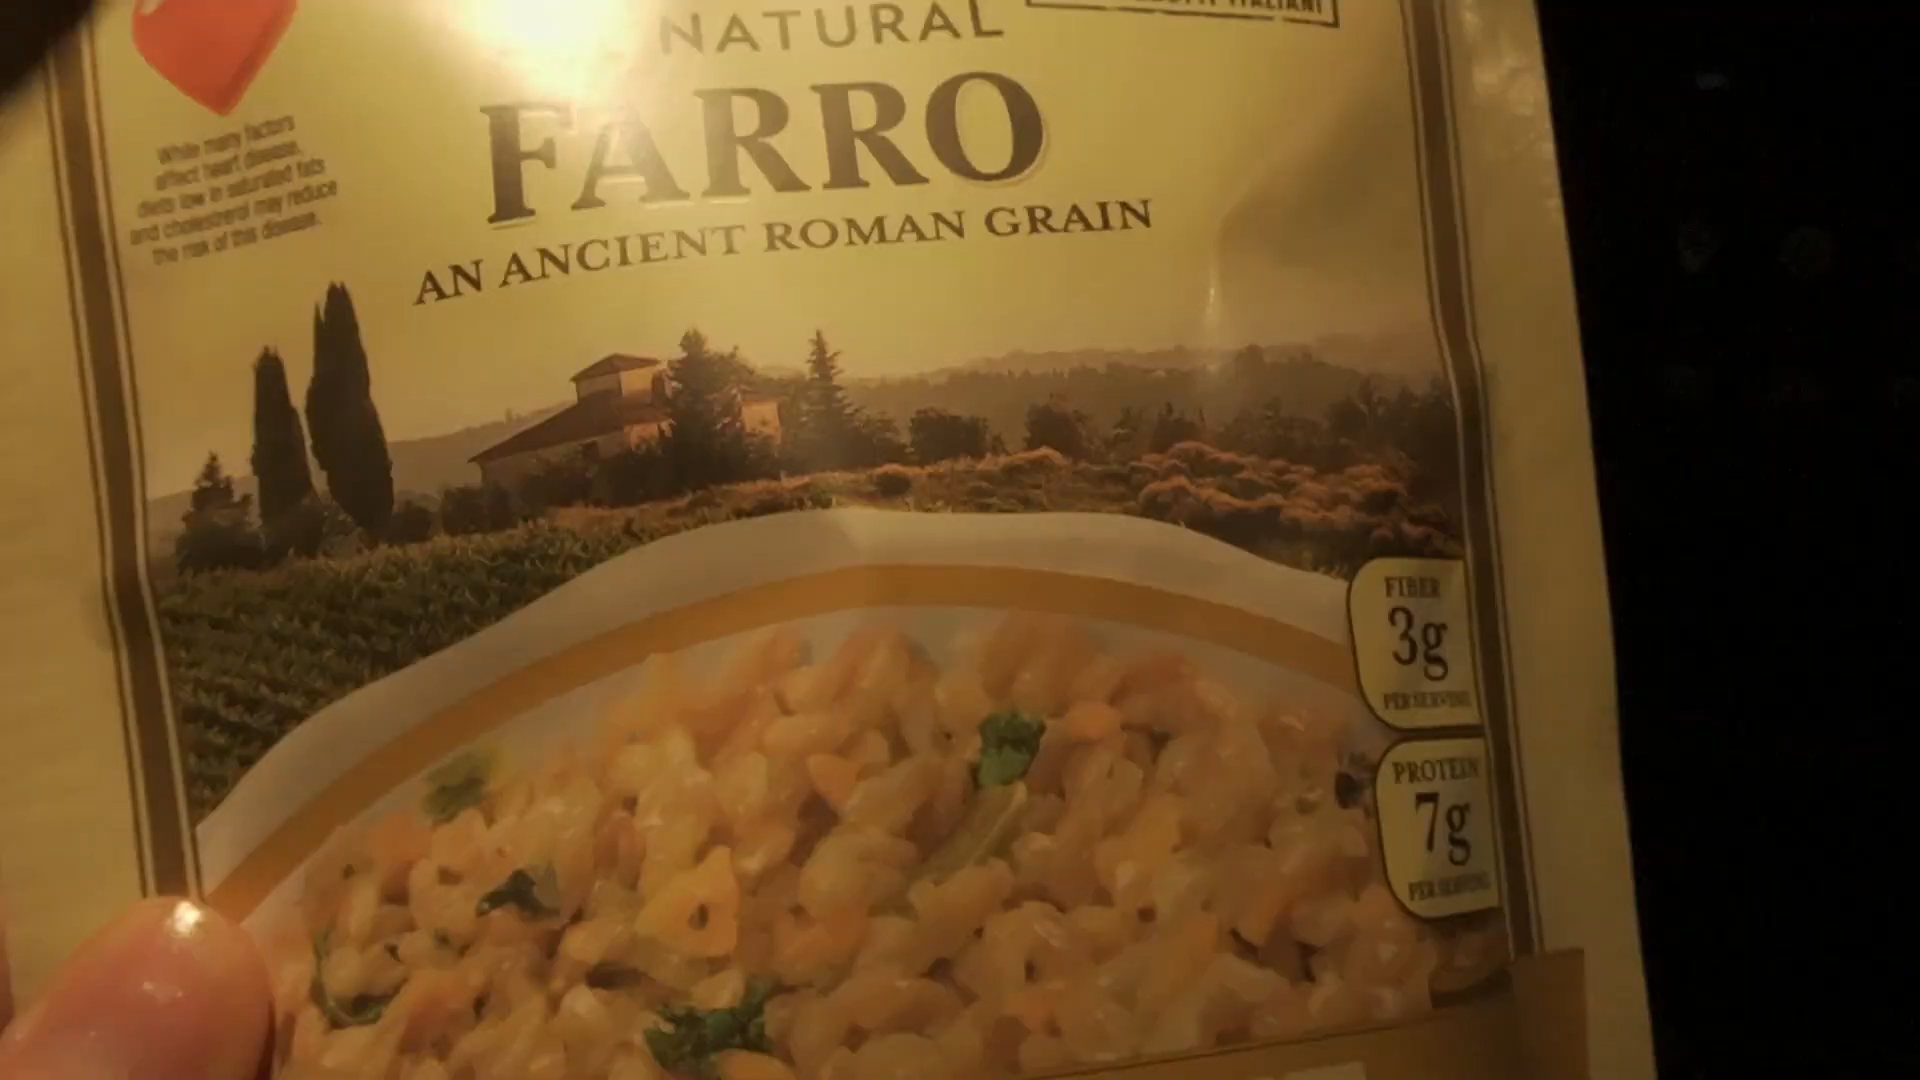 NATURAL
ITALIANI
FARRO
AN ANCIENT ROMAN GRAIN
While many factors
affect heart disease,
diets low in saturated fats
and cholesterol may reduce
the risk of this disease.
FIBER
3g
PER SERVING
PROTEIN
7g
PER SERVING